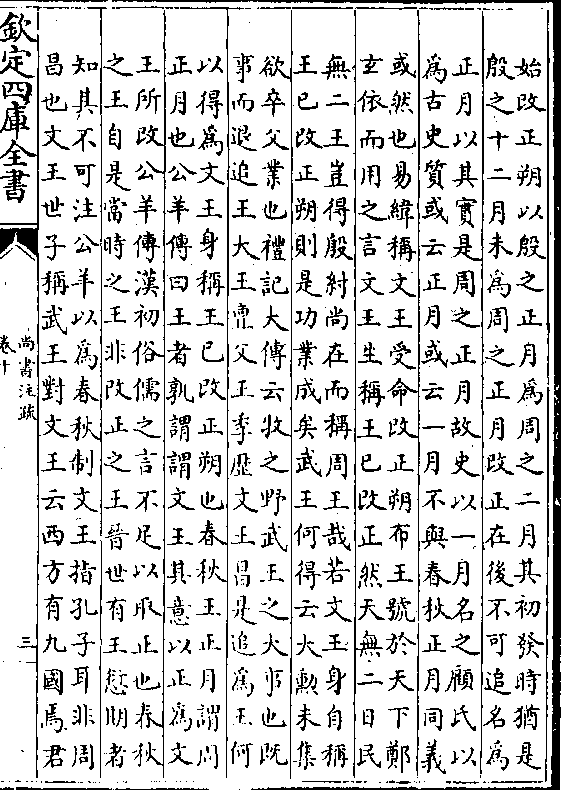 始改正朔以殷之正月為周之二月其初發時猶是
殷之十二月未為周之正月改正在後不可追名為
正月以其實是周之正月故史以一月名之顧氏以
為古史質或云正月或云一月不與春秋正月同義
或然也易緯稱文王受命改正朔布王號於天下鄭
玄依而用之言文王生稱王已改正然天無二日民
無二王豈得殷紂尚在而稱周王哉若文王身自稱
王已改正朔則是功業成矣武王何得云大勲未集
欲卒父業也禮記大傳云牧之野武王之大事也既
事而退追王大王亶父王季歴文王昌是追為王何
以得為文王身稱王已改正朔也春秋王正月謂周
正月也公羊傳曰王者孰謂謂文王其意以正為文
王所改公羊傳漢初俗儒之言不足以取止也春秋
之王自是當時之王非改正之王晉世有王愆期者
知其不可注公羊以為春秋制文王指孔子耳非周
昌也文王世子稱武王對文王云西方有九國焉君
欽定四庫全書
尚書注疏
卷十
三